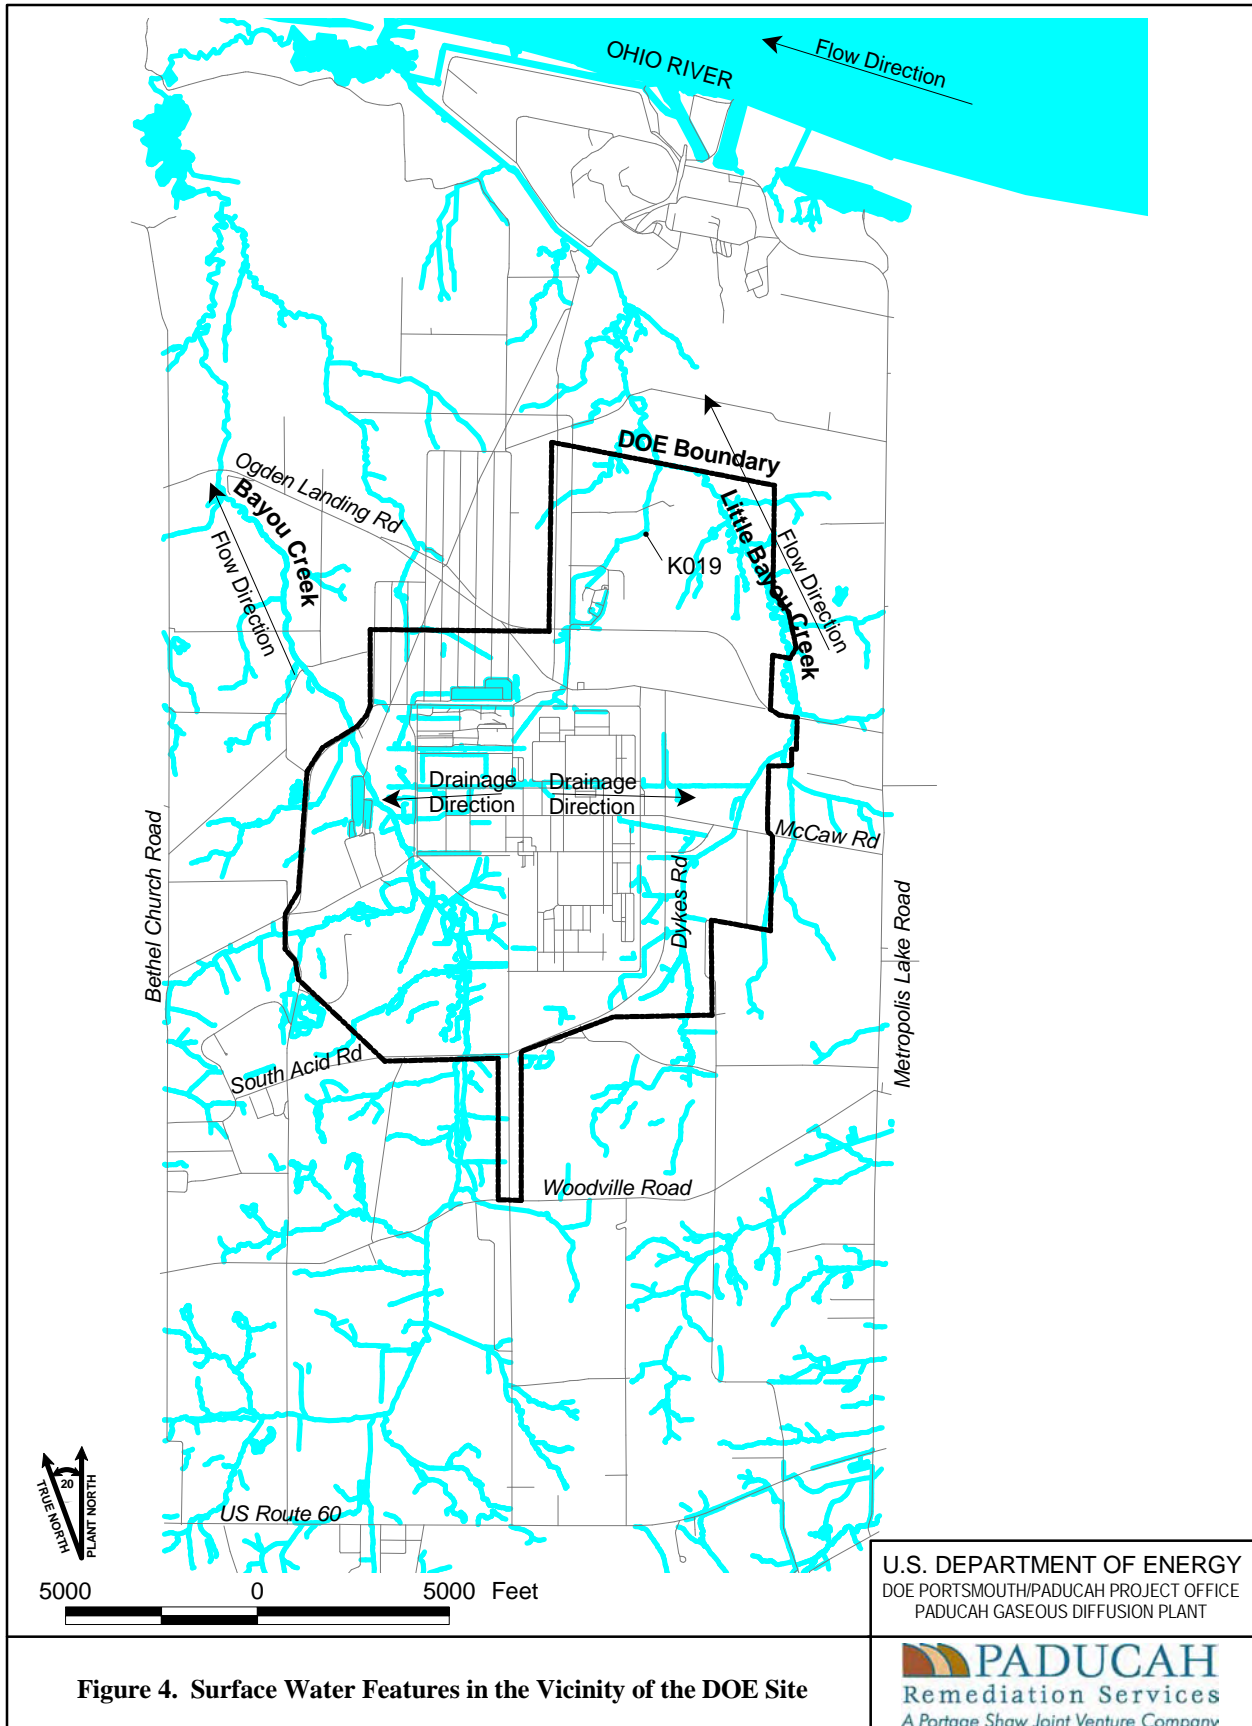 OHIO RIVER
Flow Direction
DOE Boundary
Ogden Landing Rd
Bayou Creek
Flow Direction
Little Bayou Creek
Flow Direction
K019
Drainage
Direction
Drainage
Direction
McCaw Rd
Dykes Rd
Bethel Church Road
Metropolis Lake Road
South Acid Rd
Woodville Road
US Route 60
20
TRUE NORTH
PLANT NORTH
5000 0 5000 Feet
U.S. DEPARTMENT OF ENERGY
DOE PORTSMOUTH/PADUCAH PROJECT OFFICE
PADUCAH GASEOUS DIFFUSION PLANT
Figure 4. Surface Water Features in the Vicinity of the DOE Site
PADUCAH
Remediation Services
A Portage Shaw Joint Venture Company